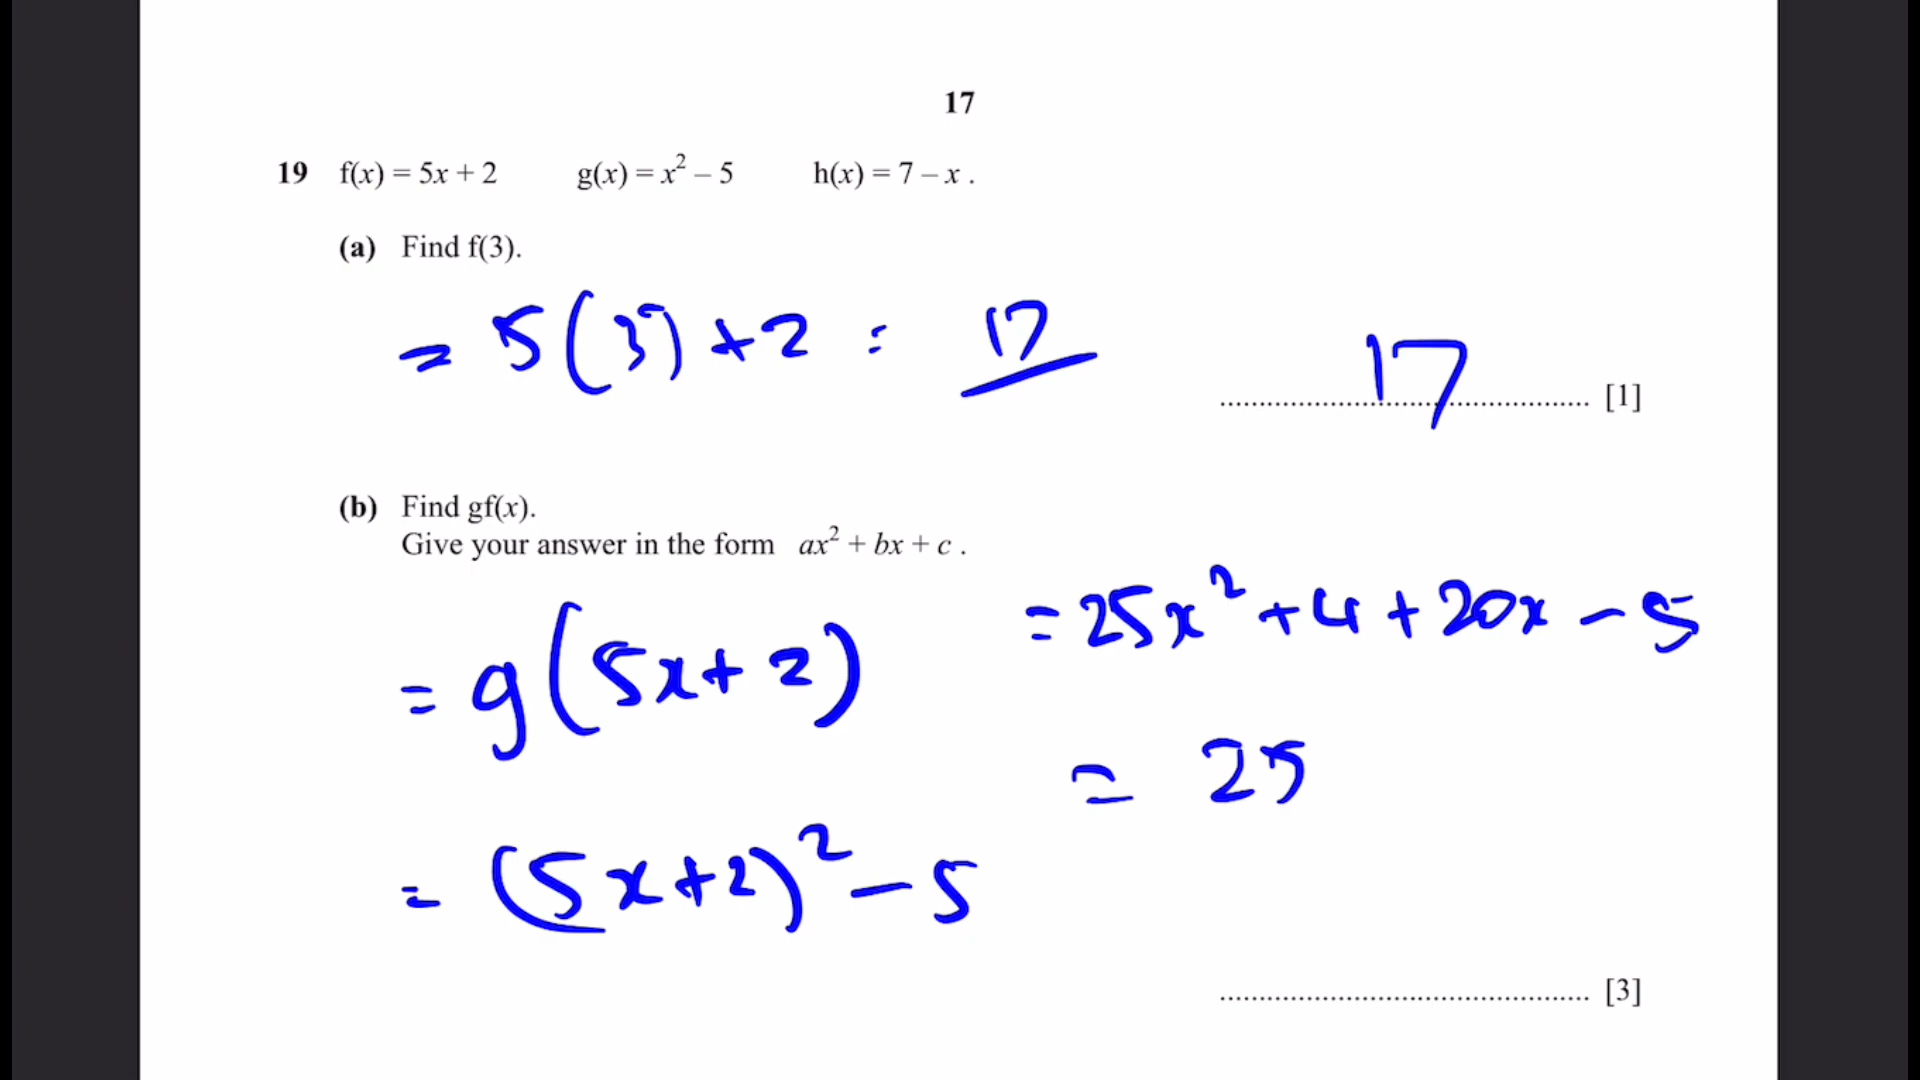 17
19 f(x) = 5x + 2 g(x) = x² – 5 h(x) = 7 – x .
(a) Find f(3).
= 5(3) + 2 = 17
17
........................................ [1]
(b) Find gf(x).
Give your answer in the form ax² + bx + c .
= g(5x + 2)
= (5x+2)² – 5
= 25x² + 4 + 20x – 5
= 25
........................................ [3]